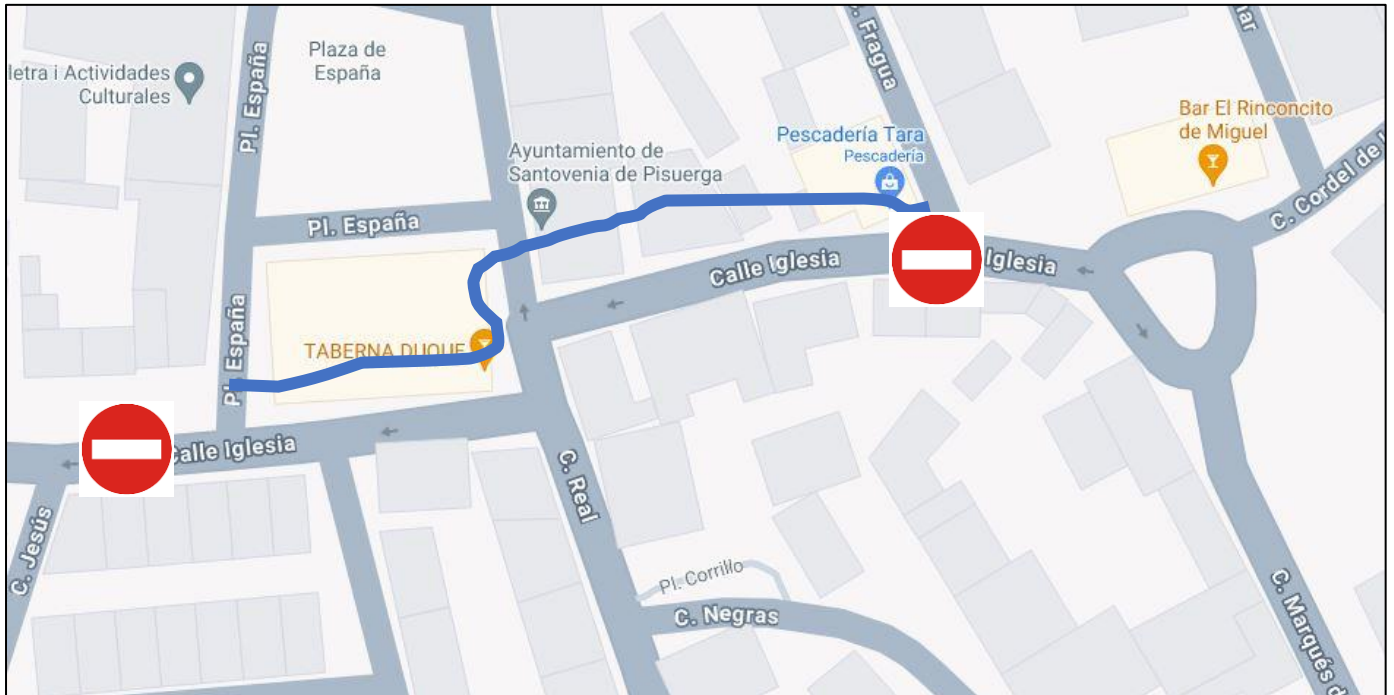 letra i Actividades
Culturales
Pl. España
Plaza de
España
Pl. España
Ayuntamiento de
Santovenia de Pisuerga
Pescadería Tara
Pescadería
Fragua
Bar El Rinconcito
de Miguel
C. Cordel de
Calle Iglesia
Iglesia
Pl. España
TABERNA DUQUE
Calle Iglesia
C. Real
C. Jesús
Pl. Corrillo
C. Negras
C. Marqués d